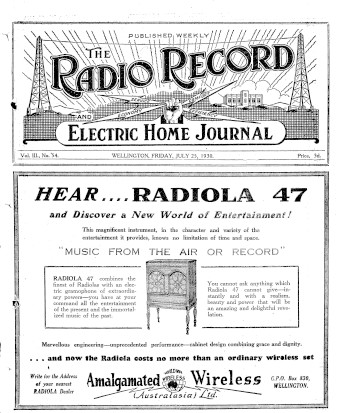 PUBLISHED WEEKLY
THE
RADIO RECORD
AND
ELECTRIC HOME JOURNAL
Vol. III., No. 54.
WELLINGTON, FRIDAY, JULY 25, 1930.
Price, 3d.
HEAR.... RADIOLA 47
and Discover a New World of Entertainment!
This magnificent instrument, in the character and variety of the
entertainment it provides, knows no limitation of time and space.
"MUSIC FROM THE AIR OR RECORD"
RADIOLA 47 combines the
finest of Radiolas with an elec-
tric gramophone of extraordin-
ary powers—you have at your
command all the entertainment
of the present and the immortal-
ised music of the past.
You cannot ask anything which
Radiola 47 cannot give—in-
stantly and with a realism,
beauty and power that will be
an amazing and delightful reve-
lation.
Marvellous engineering—unprecedented performance—cabinet design combining grace and dignity.
. . . and now the Radiola costs no more than an ordinary wireless set
Write for the Address
of your nearest
RADIOLA Dealer
Amalgamated Wireless
(Australasia) Ltd.
G.P.O. Box 830,
WELLINGTON.